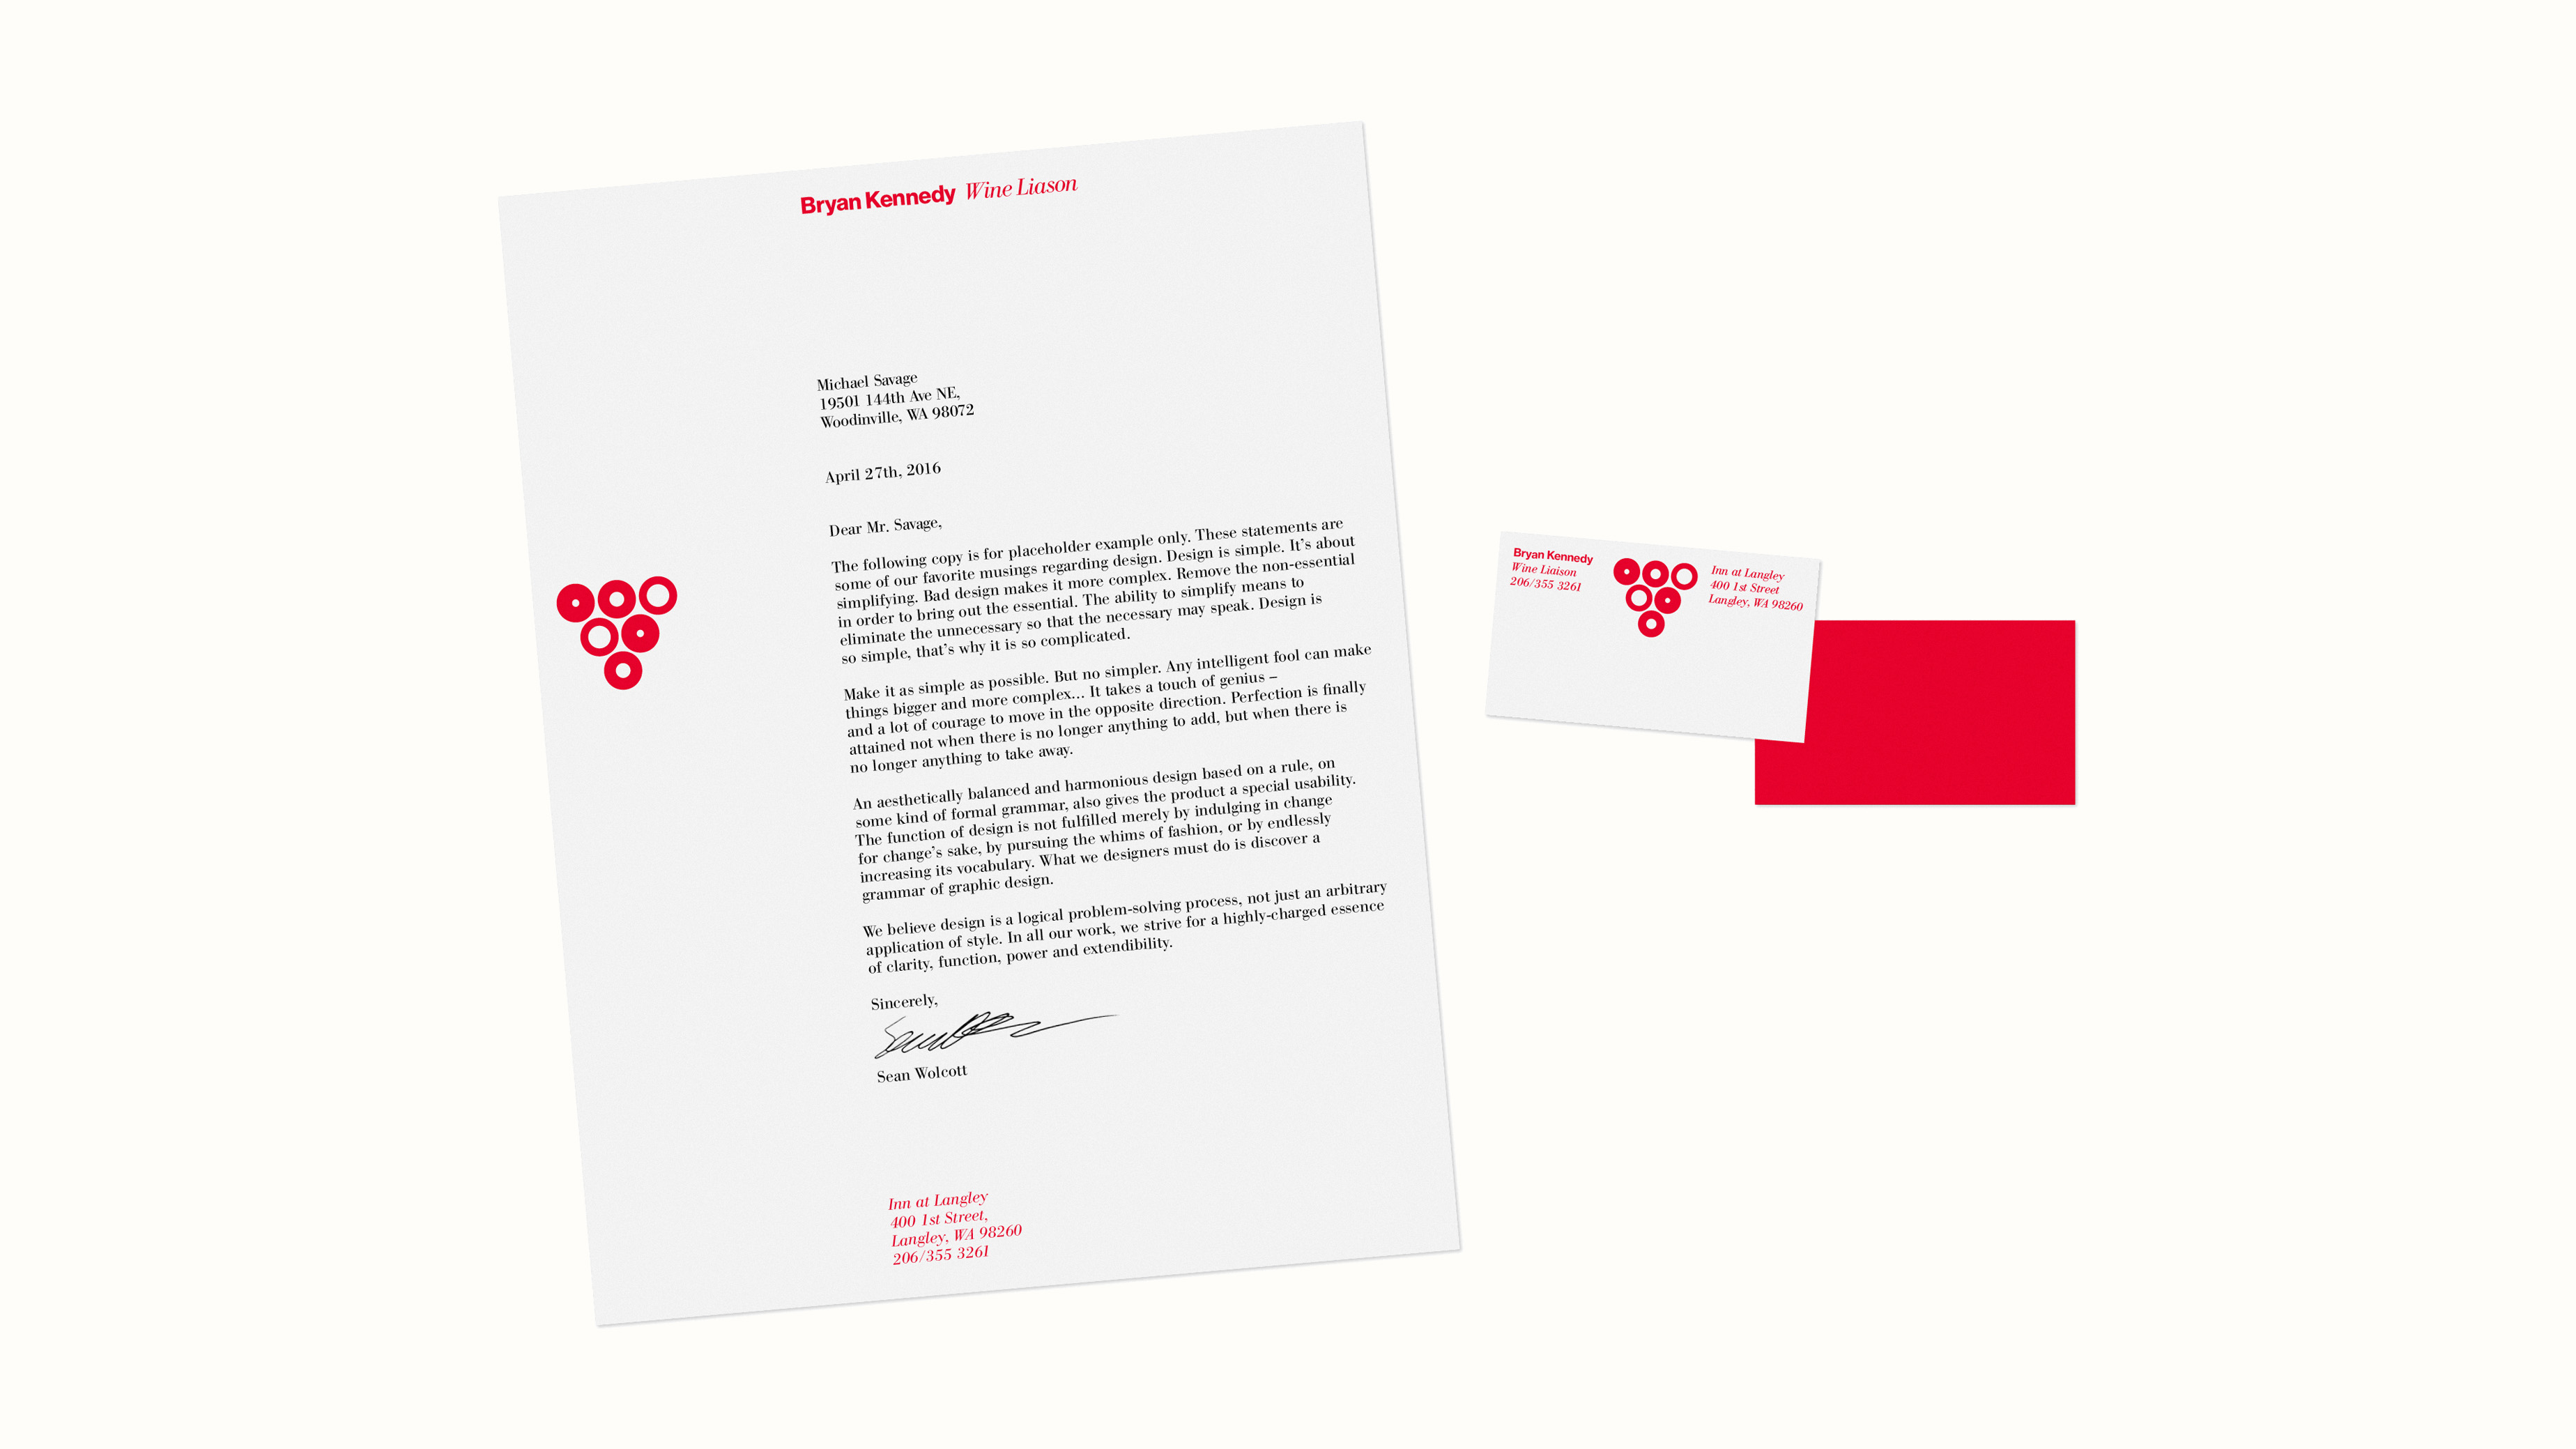 Bryan Kennedy Wine Liason
Michael Savage
19501 144th Ave NE,
Woodinville, WA 98072
April 27th, 2016
Dear Mr. Savage,
The following copy is for placeholder example only. These statements are
some of our favorite musings regarding design. Design is simple. It’s about
simplifying. Bad design makes it more complex. Remove the non-essential
in order to bring out the essential. The ability to simplify means to
eliminate the unnecessary so that the necessary may speak. Design is
so simple, that’s why it is so complicated.
Make it as simple as possible. But no simpler. Any intelligent fool can make
things bigger and more complex... It takes a touch of genius –
and a lot of courage to move in the opposite direction. Perfection is finally
attained not when there is no longer anything to add, but when there is
no longer anything to take away.
An aesthetically balanced and harmonious design based on a rule, on
some kind of formal grammar, also gives the product a special usability.
The function of design is not fulfilled merely by indulging in change
for change’s sake, by pursuing the whims of fashion, or by endlessly
increasing its vocabulary. What we designers must do is discover a
grammar of graphic design.
We believe design is a logical problem-solving process, not just an arbitrary
application of style. In all our work, we strive for a highly-charged essence
of clarity, function, power and extendibility.
Sincerely,
Sean Wolcott
Inn at Langley
400 1st Street,
Langley, WA 98260
206/355 3261
Bryan Kennedy
Wine Liaison
206/355 3261
Inn at Langley
400 1st Street
Langley, WA 98260